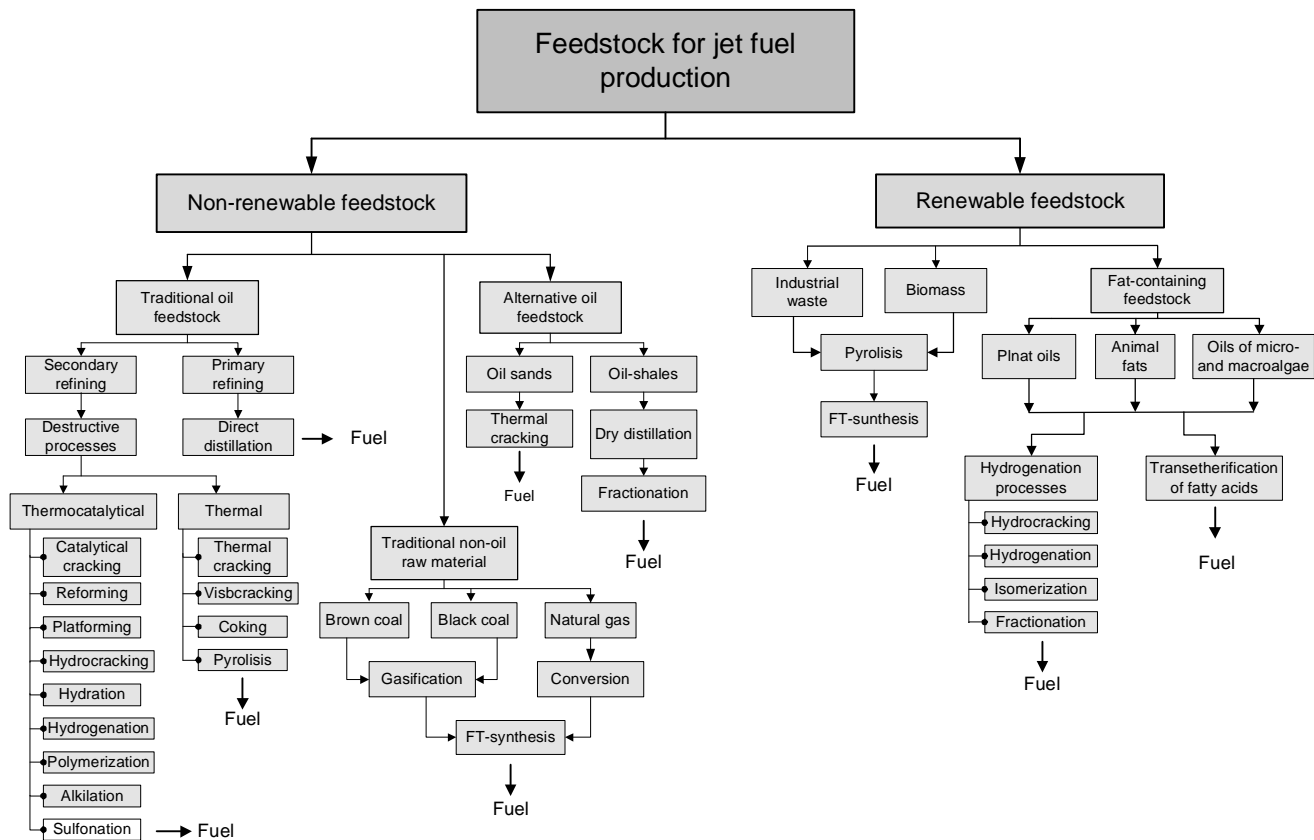 Feedstock for jet fuel
production
Non-renewable feedstock
Renewable feedstock
Traditional oil
feedstock
Alternative oil
feedstock
Industrial
waste
Biomass
Fat-containing
feedstock
Secondary
refining
Primary
refining
Oil sands
Oil-shales
Pyrolisis
Plnat oils
Animal
fats
Oils of micro-
and macroalgae
Destructive
processes
Direct
distillation
Fuel
Thermal
cracking
Dry distillation
FT-sunthesis
Fuel
Fractionation
Fuel
Hydrogenation
processes
Transetherification
of fatty acids
Thermocatalytical
Thermal
Fuel
Hydrocracking
Hydrogenation
Isomerization
Fractionation
Fuel
Fuel
Catalytical
cracking
Reforming
Platforming
Hydrocracking
Hydration
Hydrogenation
Polymerization
Alkilation
Sulfonation
Fuel
Thermal
cracking
Visbcracking
Coking
Pyrolisis
Fuel
Traditional non-oil
raw material
Brown coal
Black coal
Natural gas
Gasification
Conversion
FT-synthesis
Fuel